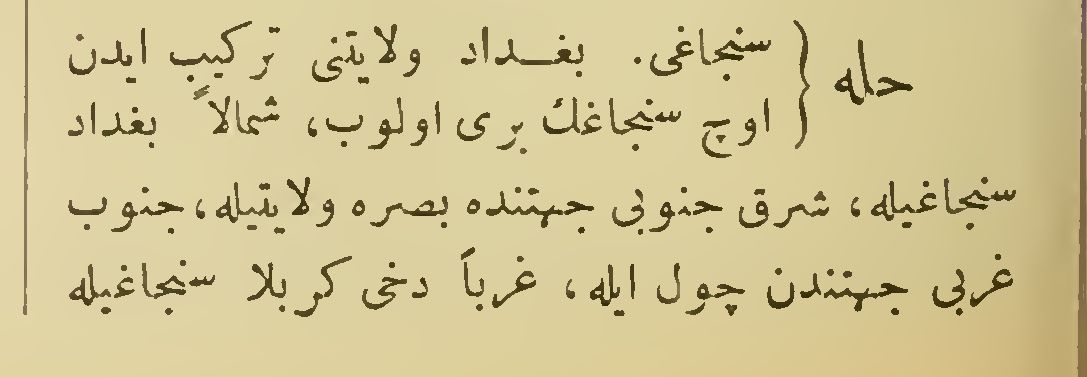 حله } سنجاغی. بغداد ولایتنی ترکیب ایدن
اوچ سنجاغك بری اولوب، شمالاً بغداد
سنجاغیله، شرق جنوبی جهتنده بصره ولایتیله، جنوب
غربی جهتندن چول ایله، غرباً دخی کربلا سنجاغیله